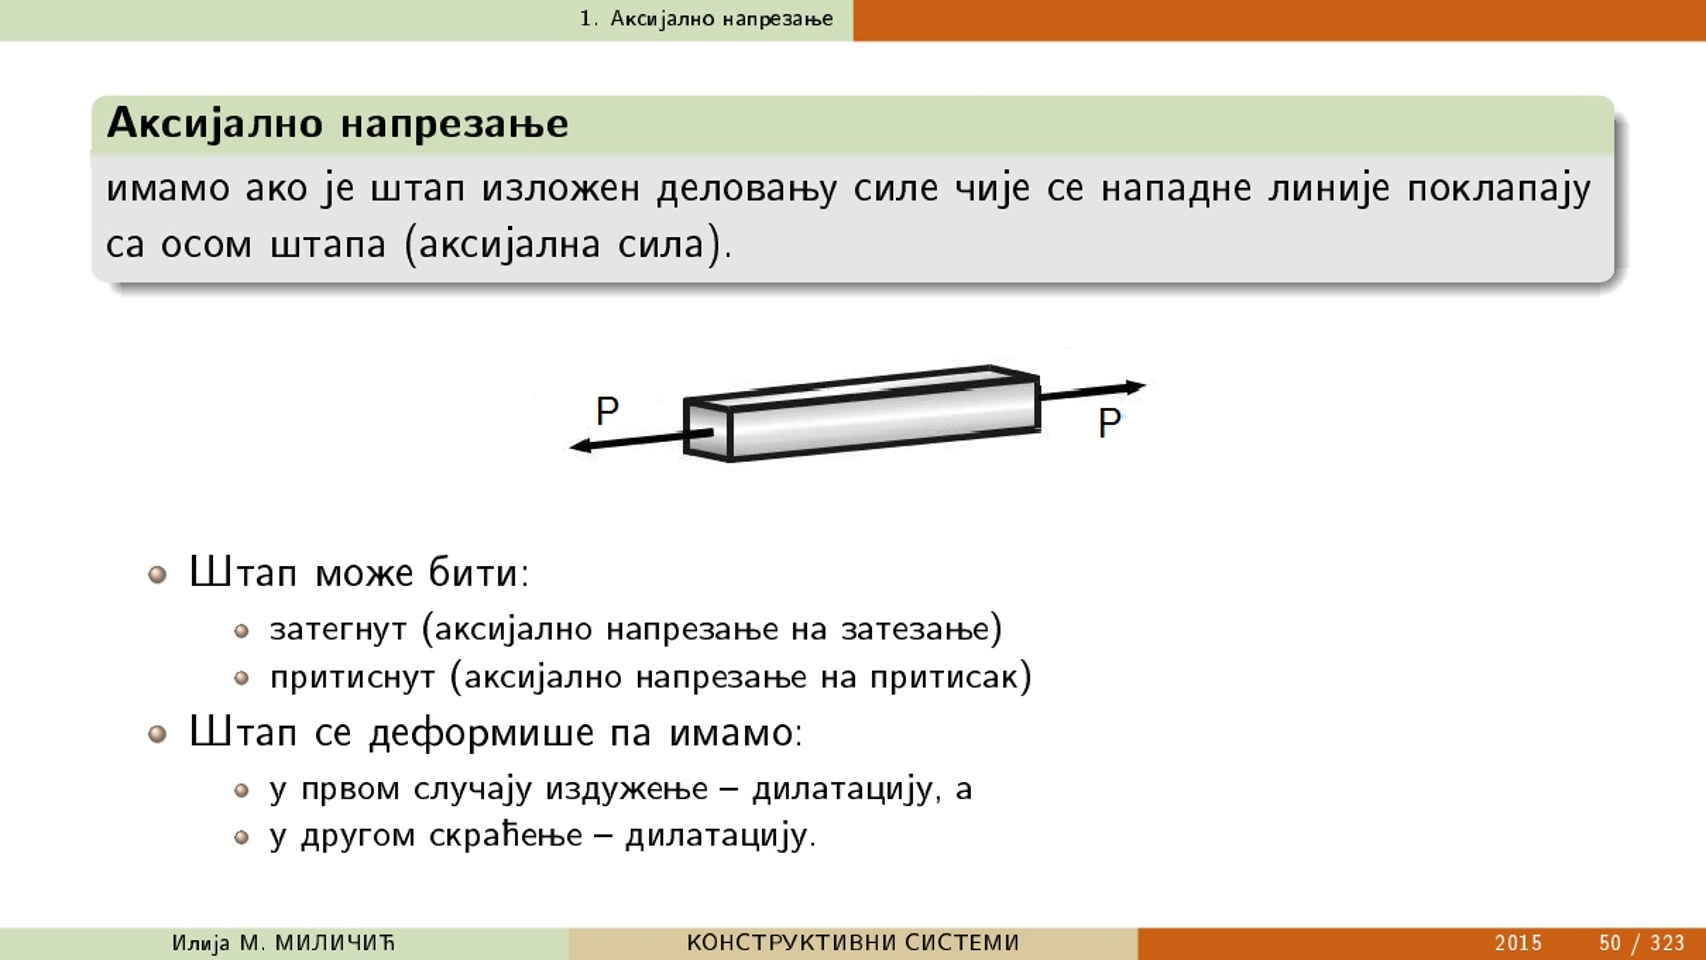 1. Аксијално напрезање
Аксијално напрезање
имамо ако је штап изложен деловању силе чије се нападне линије поклапају
са осом штапа (аксијална сила).
P
P
Штап може бити:
затегнут (аксијално напрезање на затезање)
притиснут (аксијално напрезање на притисак)
Штап се деформише па имамо:
у првом случају издужење – дилатацију, а
у другом скраћење – дилатацију.
Илија М. МИЛИЧИЋ КОНСТРУКТИВНИ СИСТЕМИ 2015 50 / 323